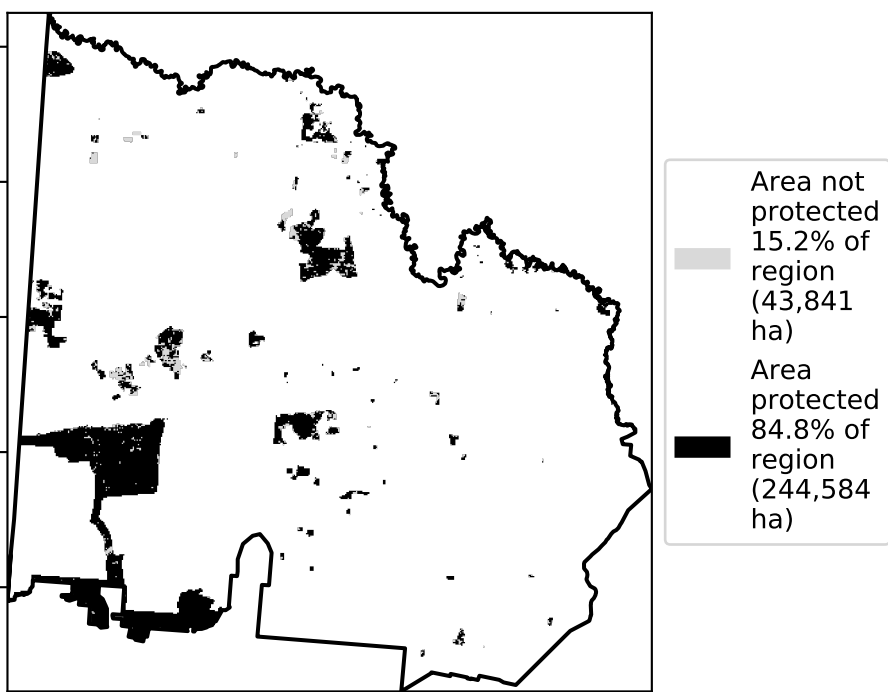 Area not
protected
15.2% of
region
(43,841
ha)
Area
protected
84.8% of
region
(244,584
ha)